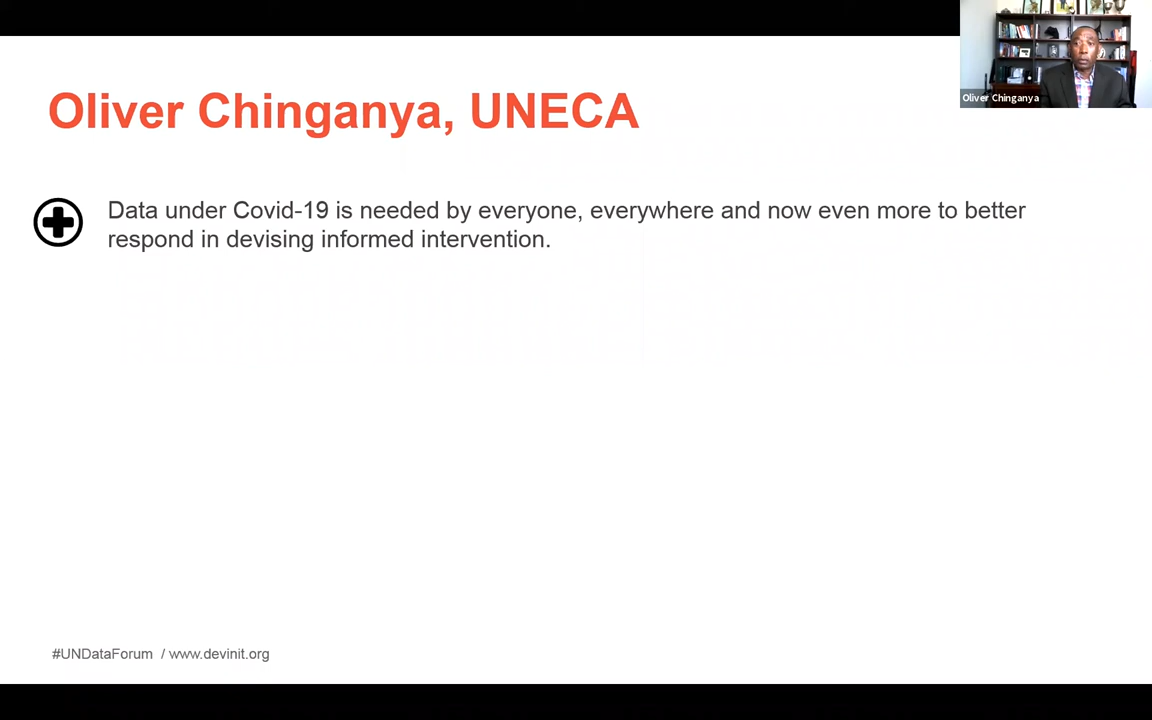 Oliver Chinganya
Oliver Chinganya, UNECA
Data under Covid-19 is needed by everyone, everywhere and now even more to better
respond in devising informed intervention.
#UNDataForum / www.devinit.org